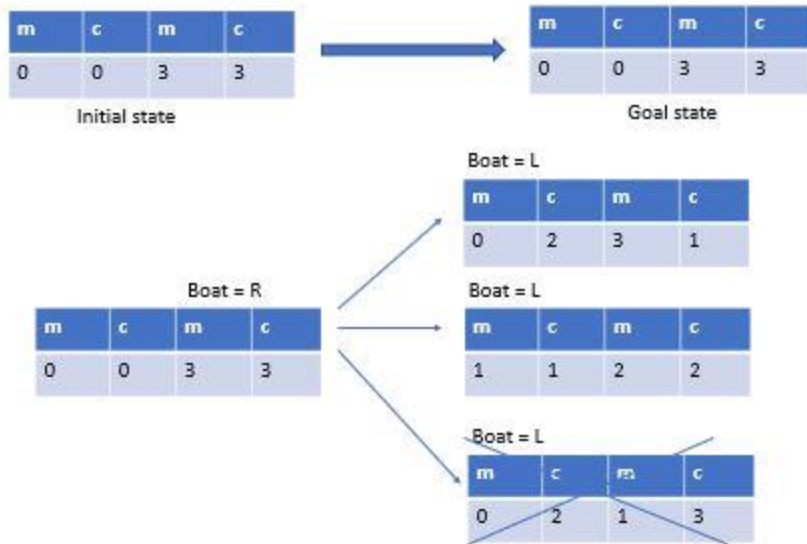 m c m c
0 0 3 3
Initial state
m c m c
0 0 3 3
Goal state
Boat = L
m c m c
0 2 3 1
Boat = R
m c m c
0 0 3 3
Boat = L
m c m c
1 1 2 2
Boat = L
m c m c
0 2 1 3